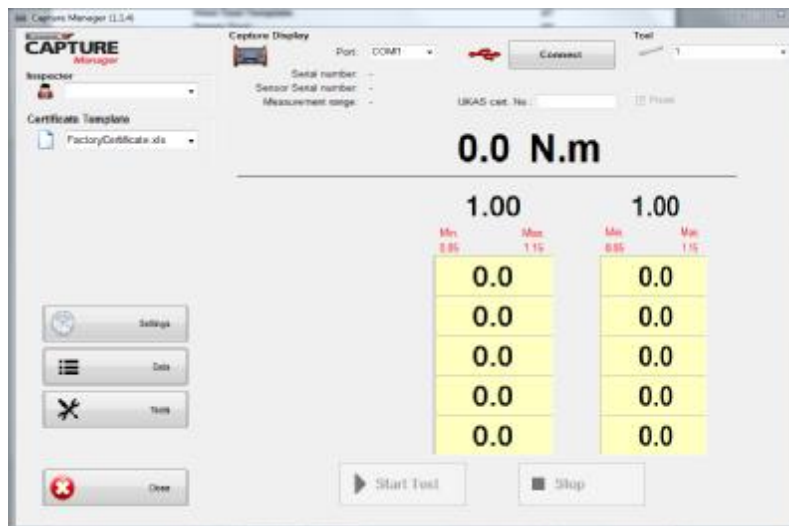 Capture Manager (1.3.4)
CAPTURE
Manager
Inspector
Certificate Template
FactoryCertificate.xls
Capture Display
Port: COM1
Connect
Serial number: -
Sensor Serial number: -
Measurement range: -
UKAS cert. No.:
Tool
1
0.0 N.m
1.00 1.00
Min. Max. Min. Max.
0.85 1.15 0.85 1.15
0.0 0.0
0.0 0.0
0.0 0.0
0.0 0.0
0.0 0.0
Settings
Data
Tools
Close
Start Test
Stop